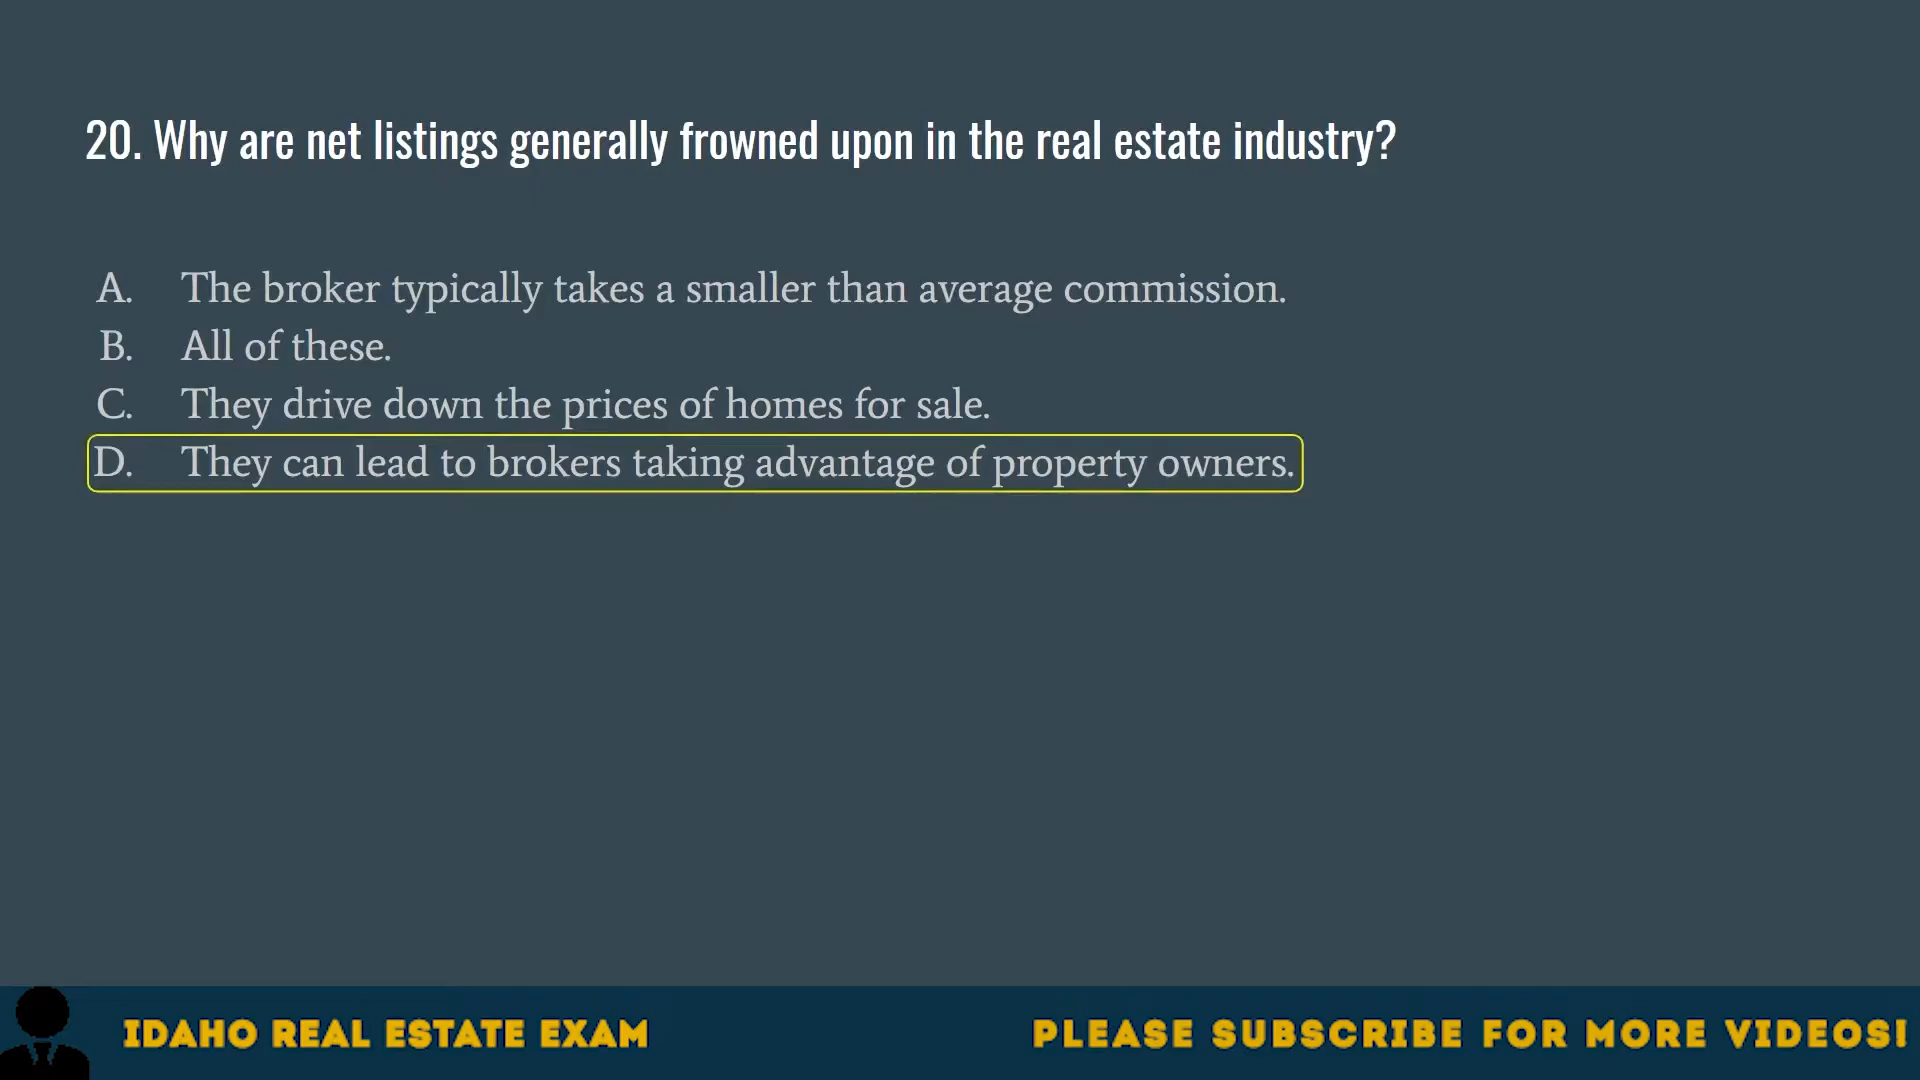 20. Why are net listings generally frowned upon in the real estate industry?
A. The broker typically takes a smaller than average commission.
B. All of these.
C. They drive down the prices of homes for sale.
D. They can lead to brokers taking advantage of property owners.
IDAHO REAL ESTATE EXAM
PLEASE SUBSCRIBE FOR MORE VIDEOS!